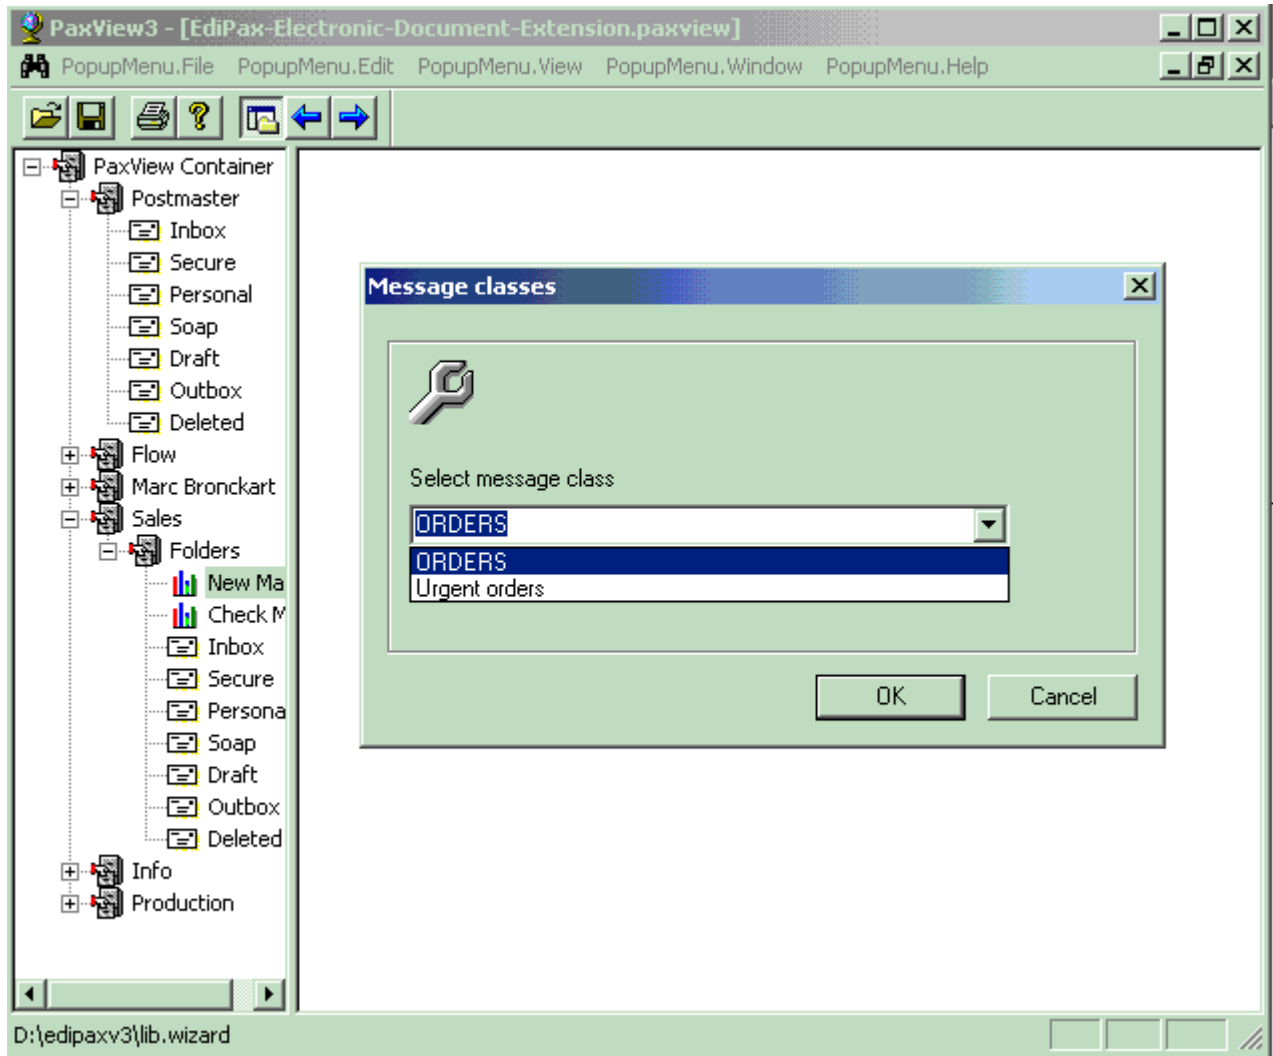 PaxView3 - [EdiPax-Electronic-Document-Extension.paxview]
PopupMenu.File PopupMenu.Edit PopupMenu.View PopupMenu.Window PopupMenu.Help
PaxView Container
Postmaster
Inbox
Secure
Personal
Soap
Draft
Outbox
Deleted
Flow
Marc Bronckart
Sales
Folders
New Ma
Check M
Inbox
Secure
Persona
Soap
Draft
Outbox
Deleted
Info
Production
Message classes
Select message class
ORDERS
ORDERS
Urgent orders
OK Cancel
D:\edipaxv3\lib.wizard